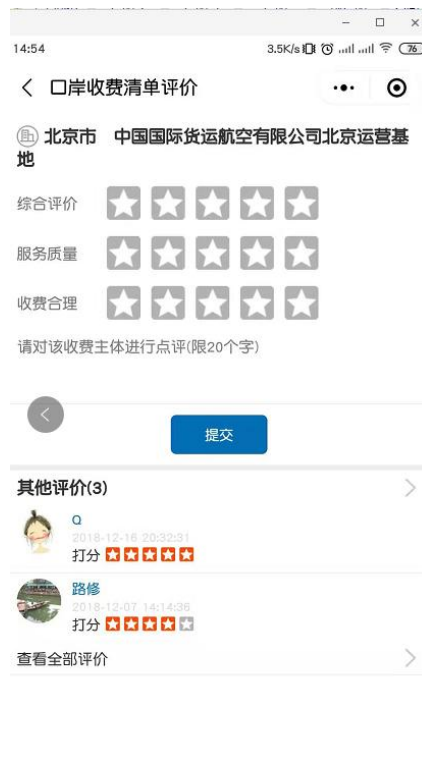 14:54 3.5K/s 76
口岸收费清单评价
北京市 中国国际货运航空有限公司北京运营基
地
综合评价
服务质量
收费合理
请对该收费主体进行点评(限20个字)
提交
其他评价(3)
Q
2018-12-16 20:32:31
打分
路修
2018-12-07 14:14:36
打分
查看全部评价